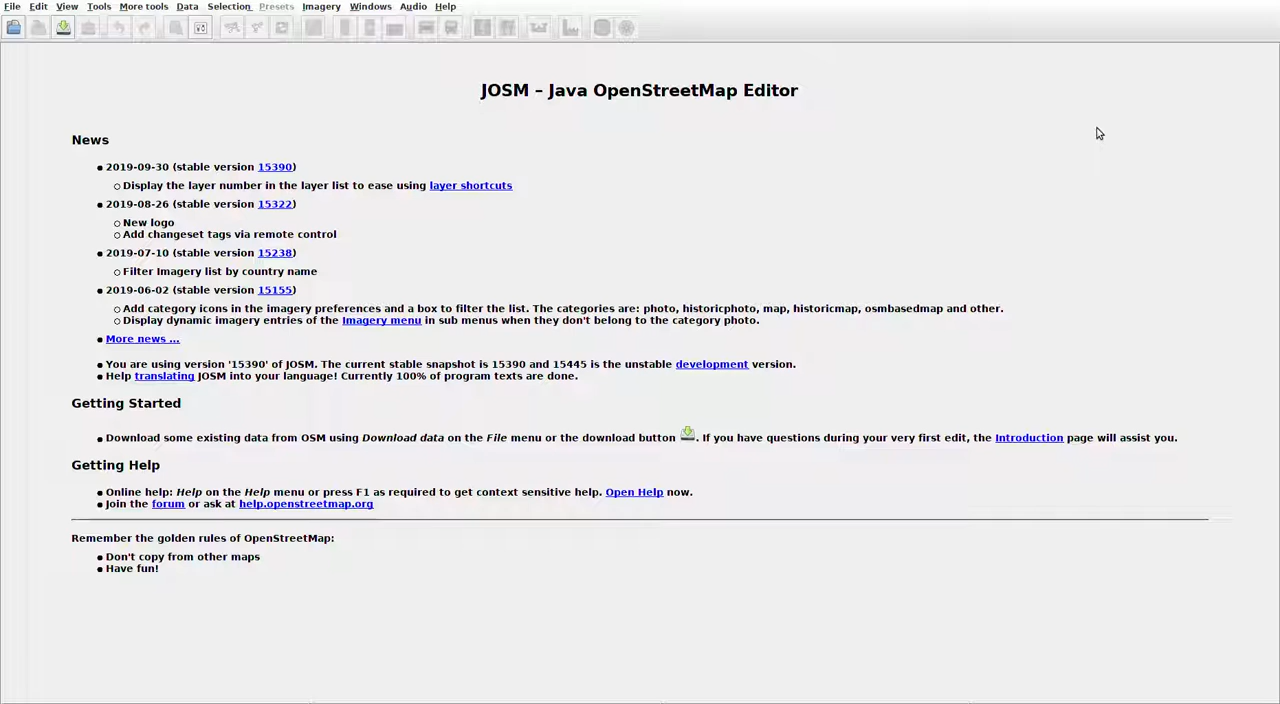 File Edit View Tools More tools Data Selection Presets Imagery Windows Audio Help
JOSM – Java OpenStreetMap Editor
News
2019-09-30 (stable version 15390)
Display the layer number in the layer list to ease using layer shortcuts
2019-08-26 (stable version 15322)
New logo
Add changeset tags via remote control
2019-07-10 (stable version 15238)
Filter Imagery list by country name
2019-06-02 (stable version 15155)
Add category icons in the imagery preferences and a box to filter the list. The categories are: photo, historicphoto, map, historicmap, osmbasedmap and other.
Display dynamic imagery entries of the Imagery menu in sub menus when they don't belong to the category photo.
More news ...
You are using version '15390' of JOSM. The current stable snapshot is 15390 and 15445 is the unstable development version.
Help translating JOSM into your language! Currently 100% of program texts are done.
Getting Started
Download some existing data from OSM using Download data on the File menu or the download button . If you have questions during your very first edit, the Introduction page will assist you.
Getting Help
Online help: Help on the Help menu or press F1 as required to get context sensitive help. Open Help now.
Join the forum or ask at help.openstreetmap.org
Remember the golden rules of OpenStreetMap:
Don't copy from other maps
Have fun!